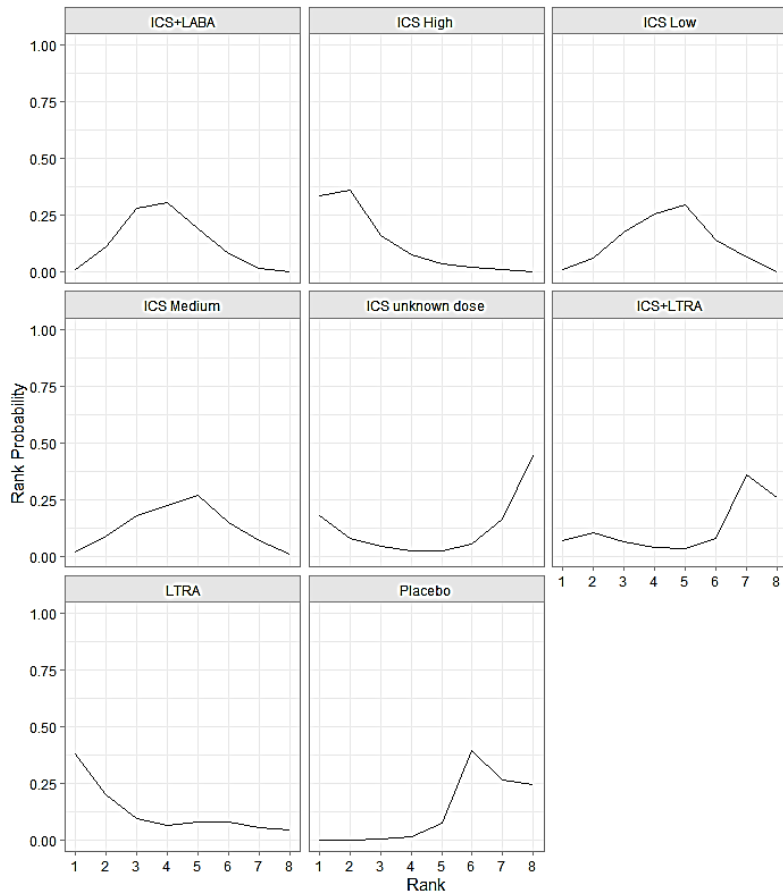 ICS+LABA ICS High ICS Low
1.00
0.75
0.50
0.25
0.00
ICS Medium ICS unknown dose ICS+LTRA
1.00
0.75
0.50
0.25
0.00
Rank Probability
1 2 3 4 5 6 7 8
LTRA Placebo
1.00
0.75
0.50
0.25
0.00
1 2 3 4 5 6 7 8 1 2 3 4 5 6 7 8
Rank